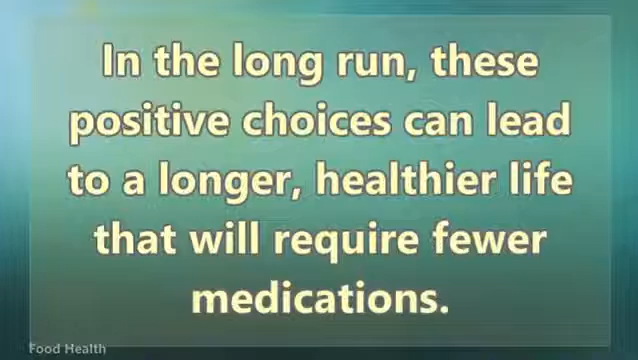 In the long run, these
positive choices can lead
to a longer, healthier life
that will require fewer
medications.
Food Health